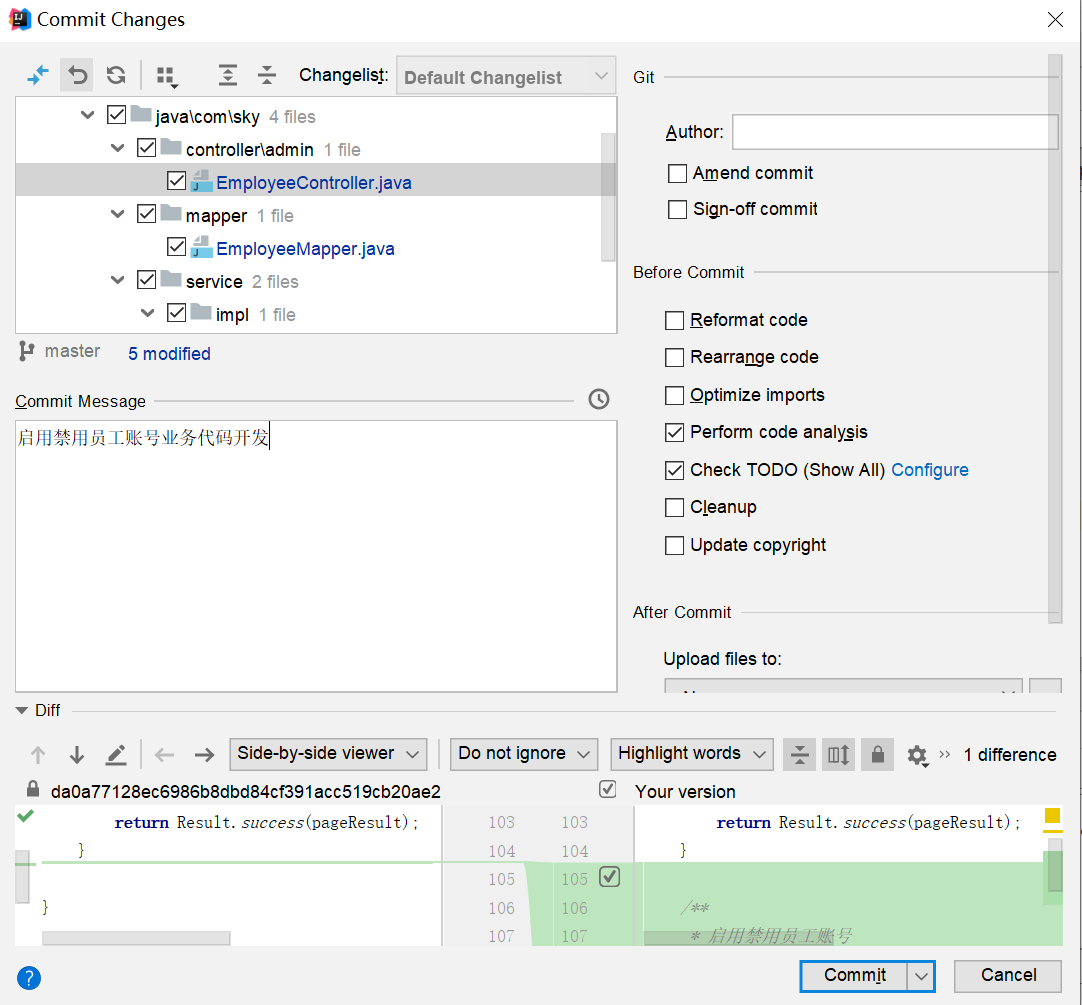 Commit Changes
Changelist: Default Changelist
java\com\sky 4 files
controller\admin 1 file
EmployeeController.java
mapper 1 file
EmployeeMapper.java
service 2 files
impl 1 file
master 5 modified
Commit Message
启用禁用员工账号业务代码开发
Git
Author:
Amend commit
Sign-off commit
Before Commit
Reformat code
Rearrange code
Optimize imports
Perform code analysis
Check TODO (Show All) Configure
Cleanup
Update copyright
After Commit
Upload files to:
Diff
Side-by-side viewer Do not ignore Highlight words 1 difference
da0a77128ec6986b8dbd84cf391acc519cb20ae2 Your version
return Result.success(pageResult); 103 103 return Result.success(pageResult);
} 104 104 }
105 105
} 106 106 /**
107 107 * 启用禁用员工账号
? Commit Cancel